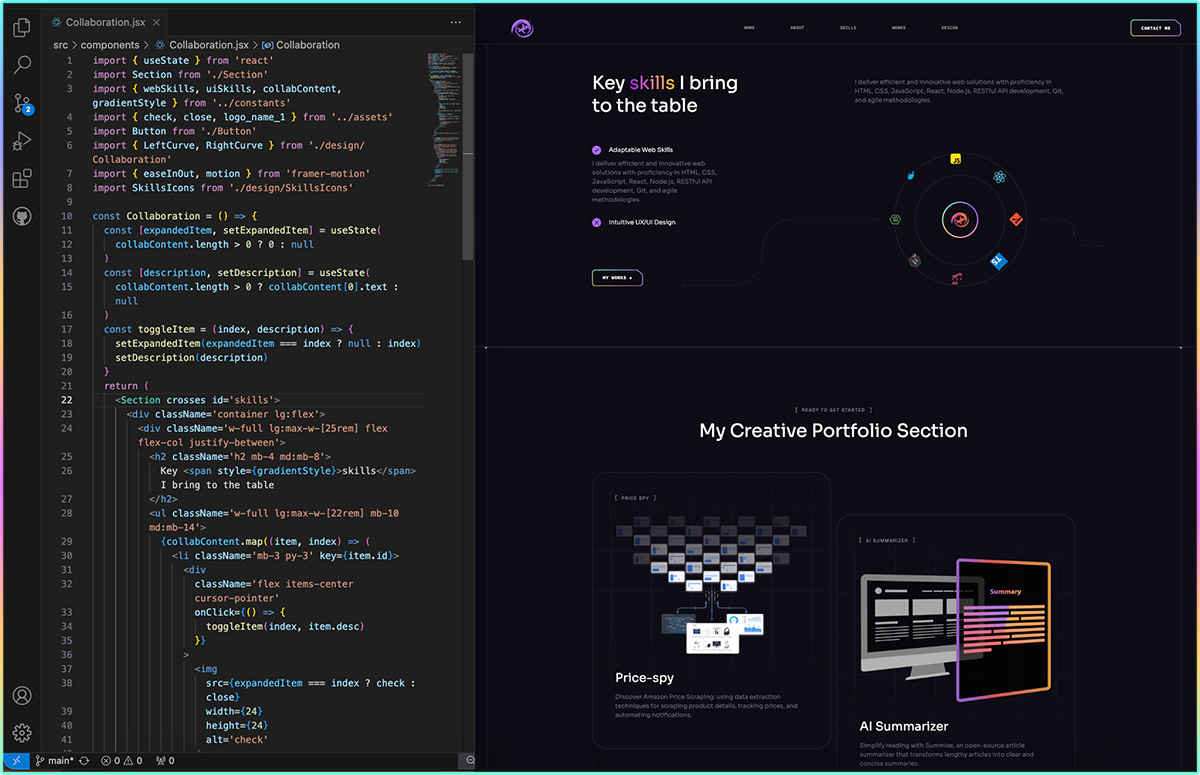 Collaboration.jsx
src > components > Collaboration.jsx > Collaboration
1 import { useState } from 'react'
2 import Section from './Section'
3 import { webSkills, uiSkills, collabContent,
gradientStyle } from '../constants'
4 import { check, close, logo_name_1 } from '../assets'
5 import Button from './Button'
6 import { LeftCurve, RightCurve } from './design/
Collaboration'
7 import { easeInOut, motion } from 'framer-motion'
8 import SkillsIcons from './design/SkillsIcons'
9
10 const Collaboration = () => {
11 const [expandedItem, setExpandedItem] = useState(
12 collabContent.length > 0 ? 0 : null
13 )
14 const [description, setDescription] = useState(
15 collabContent.length > 0 ? collabContent[0].text :
null
16 )
17 const toggleItem = (index, description) => {
18 setExpandedItem(expandedItem === index ? null : index)
19 setDescription(description)
20 }
21 return (
22 <Section crosses id='skills'>
23 <div className='container lg:flex'>
24 <div className='w-full lg:max-w-[25rem] flex
flex-col justify-between'>
25 <h2 className='h2 mb-4 md:mb-8'>
26 Key <span style={gradientStyle}>skills</span>
I bring to the table
27 </h2>
28 <ul className='w-full lg:max-w-[22rem] mb-10
md:mb-14'>
29 {collabContent.map((item, index) => (
30 <li className='mb-3 py-3' key={item.id}>
31 <div
32 className='flex items-center
cursor-pointer'
33 onClick={() => {
34 toggleItem(index, item.desc)
35 }}
36 >
37 <img
38 src={expandedItem === index ? check :
close}
39 width={24}
40 height={24}
41 alt='check'
2
main* 0 0 0
HOME ABOUT SKILLS WORKS DESIGN
CONTACT ME
Key skills I bring
to the table
I deliver efficient and innovative web solutions with proficiency in
HTML, CSS, JavaScript, React, Node.js, RESTful API development, Git,
and agile methodologies.
Adaptable Web Skills
I deliver efficient and innovative web
solutions with proficiency in HTML, CSS,
JavaScript, React, Node.js, RESTful API
development, Git, and agile
methodologies.
Intuitive UX/UI Design
MY WORKS
JS
TS
[ READY TO GET STARTED ]
My Creative Portfolio Section
[ PRICE SPY ]
Price-spy
Discover Amazon Price Scraping: using data extraction
techniques for scraping product details, tracking prices, and
automating notifications.
[ AI SUMMARIZER ]
Summary
AI Summarizer
Simplify reading with Summize, an open-source article
summarizer that transforms lengthy articles into clear and
concise summaries.